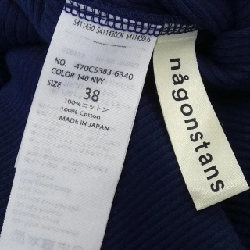 NO. 470CS383-6340
COLOR 140 NVY
SIZE
38
100% コットン
100% Cotton
MADE IN JAPAN
någonstans